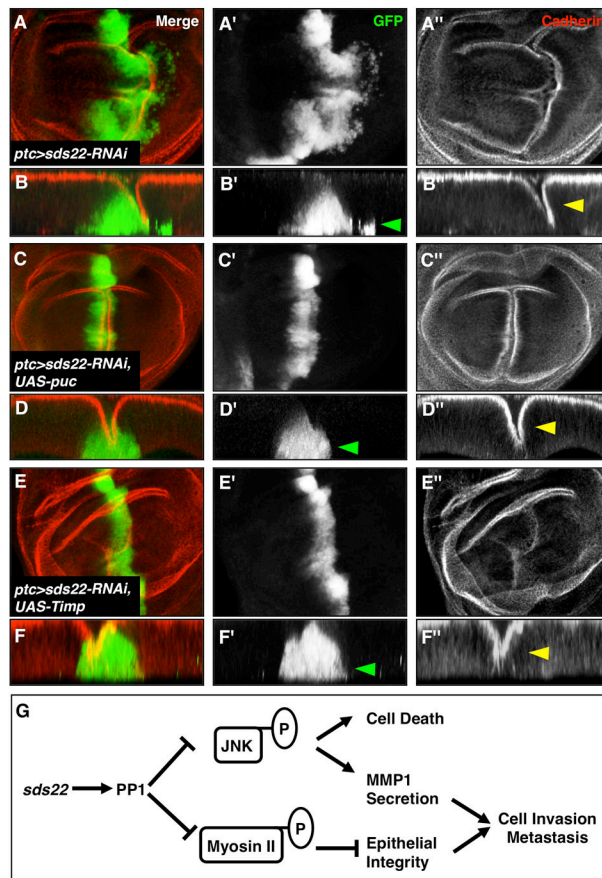 A Merge
A' GFP
A" Cadherin
ptc>sds22-RNAi
B
B'
B"
C
C'
C"
ptc>sds22-RNAi,
UAS-puc
D
D'
D"
E
E'
E"
ptc>sds22-RNAi,
UAS-Timp
F
F'
F"
G
P
JNK
Cell Death
sds22
PP1
MMP1
Secretion
Cell Invasion
Metastasis
P
Myosin II
Epithelial
Integrity